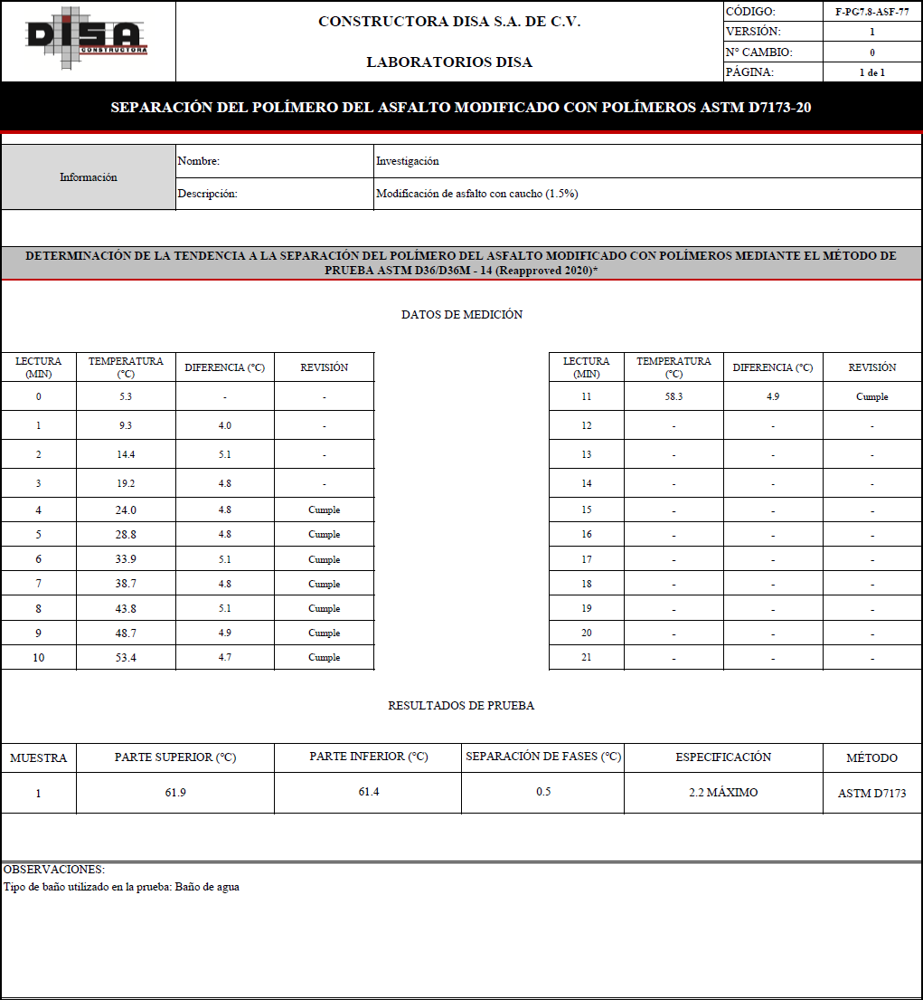 DISA
CONSTRUCTORA
CONSTRUCTORA DISA S.A. DE C.V.
LABORATORIOS DISA
CÓDIGO: F-PG7.8-ASF-77
VERSIÓN: 1
N° CAMBIO: 0
PÁGINA: 1 de 1
SEPARACIÓN DEL POLÍMERO DEL ASFALTO MODIFICADO CON POLÍMEROS ASTM D7173-20
Información
Nombre: Investigación
Descripción: Modificación de asfalto con caucho (1.5%)
DETERMINACIÓN DE LA TENDENCIA A LA SEPARACIÓN DEL POLÍMERO DEL ASFALTO MODIFICADO CON POLÍMEROS MEDIANTE EL MÉTODO DE
PRUEBA ASTM D36/D36M - 14 (Reapproved 2020)*
DATOS DE MEDICIÓN
LECTURA (MIN) TEMPERATURA (°C) DIFERENCIA (°C) REVISIÓN
0 5.3 - -
1 9.3 4.0 -
2 14.4 5.1 -
3 19.2 4.8 -
4 24.0 4.8 Cumple
5 28.8 4.8 Cumple
6 33.9 5.1 Cumple
7 38.7 4.8 Cumple
8 43.8 5.1 Cumple
9 48.7 4.9 Cumple
10 53.4 4.7 Cumple
LECTURA (MIN) TEMPERATURA (°C) DIFERENCIA (°C) REVISIÓN
11 58.3 4.9 Cumple
12 - - -
13 - - -
14 - - -
15 - - -
16 - - -
17 - - -
18 - - -
19 - - -
20 - - -
21 - - -
RESULTADOS DE PRUEBA
MUESTRA PARTE SUPERIOR (°C) PARTE INFERIOR (°C) SEPARACIÓN DE FASES (°C) ESPECIFICACIÓN MÉTODO
1 61.9 61.4 0.5 2.2 MÁXIMO ASTM D7173
OBSERVACIONES:
Tipo de baño utilizado en la prueba: Baño de agua